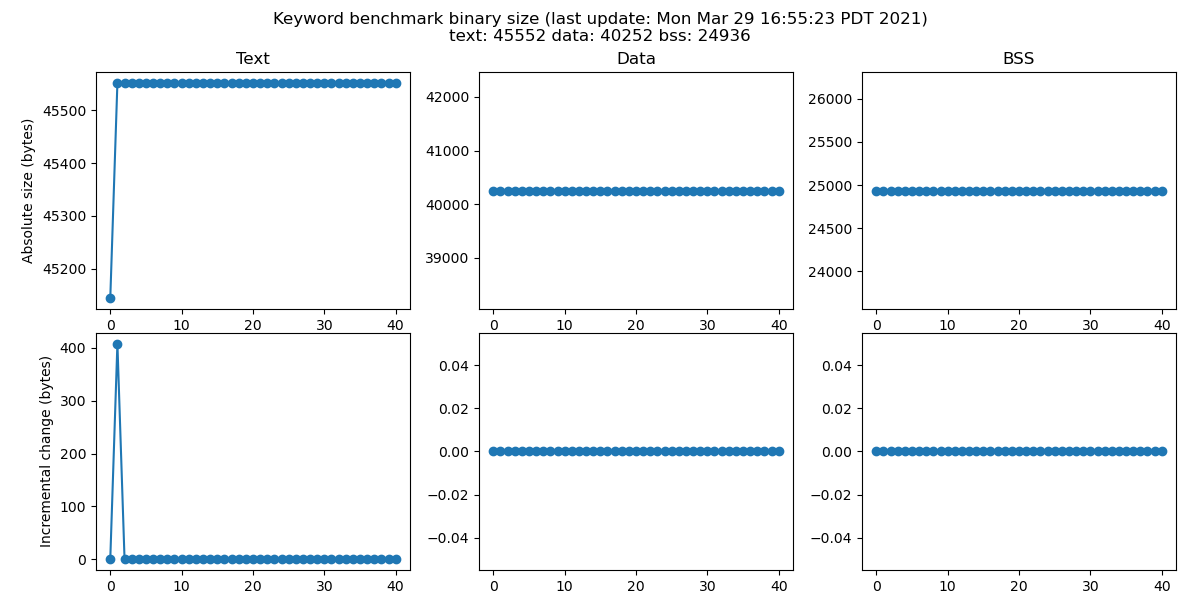 Keyword benchmark binary size (last update: Mon Mar 29 16:55:23 PDT 2021)
text: 45552 data: 40252 bss: 24936
Text
Data
BSS
Absolute size (bytes)
45500
45400
45300
45200
0 10 20 30 40
42000
41000
40000
39000
0 10 20 30 40
26000
25500
25000
24500
24000
0 10 20 30 40
Incremental change (bytes)
400
300
200
100
0
0 10 20 30 40
0.04
0.02
0.00
−0.02
−0.04
0 10 20 30 40
0.04
0.02
0.00
−0.02
−0.04
0 10 20 30 40